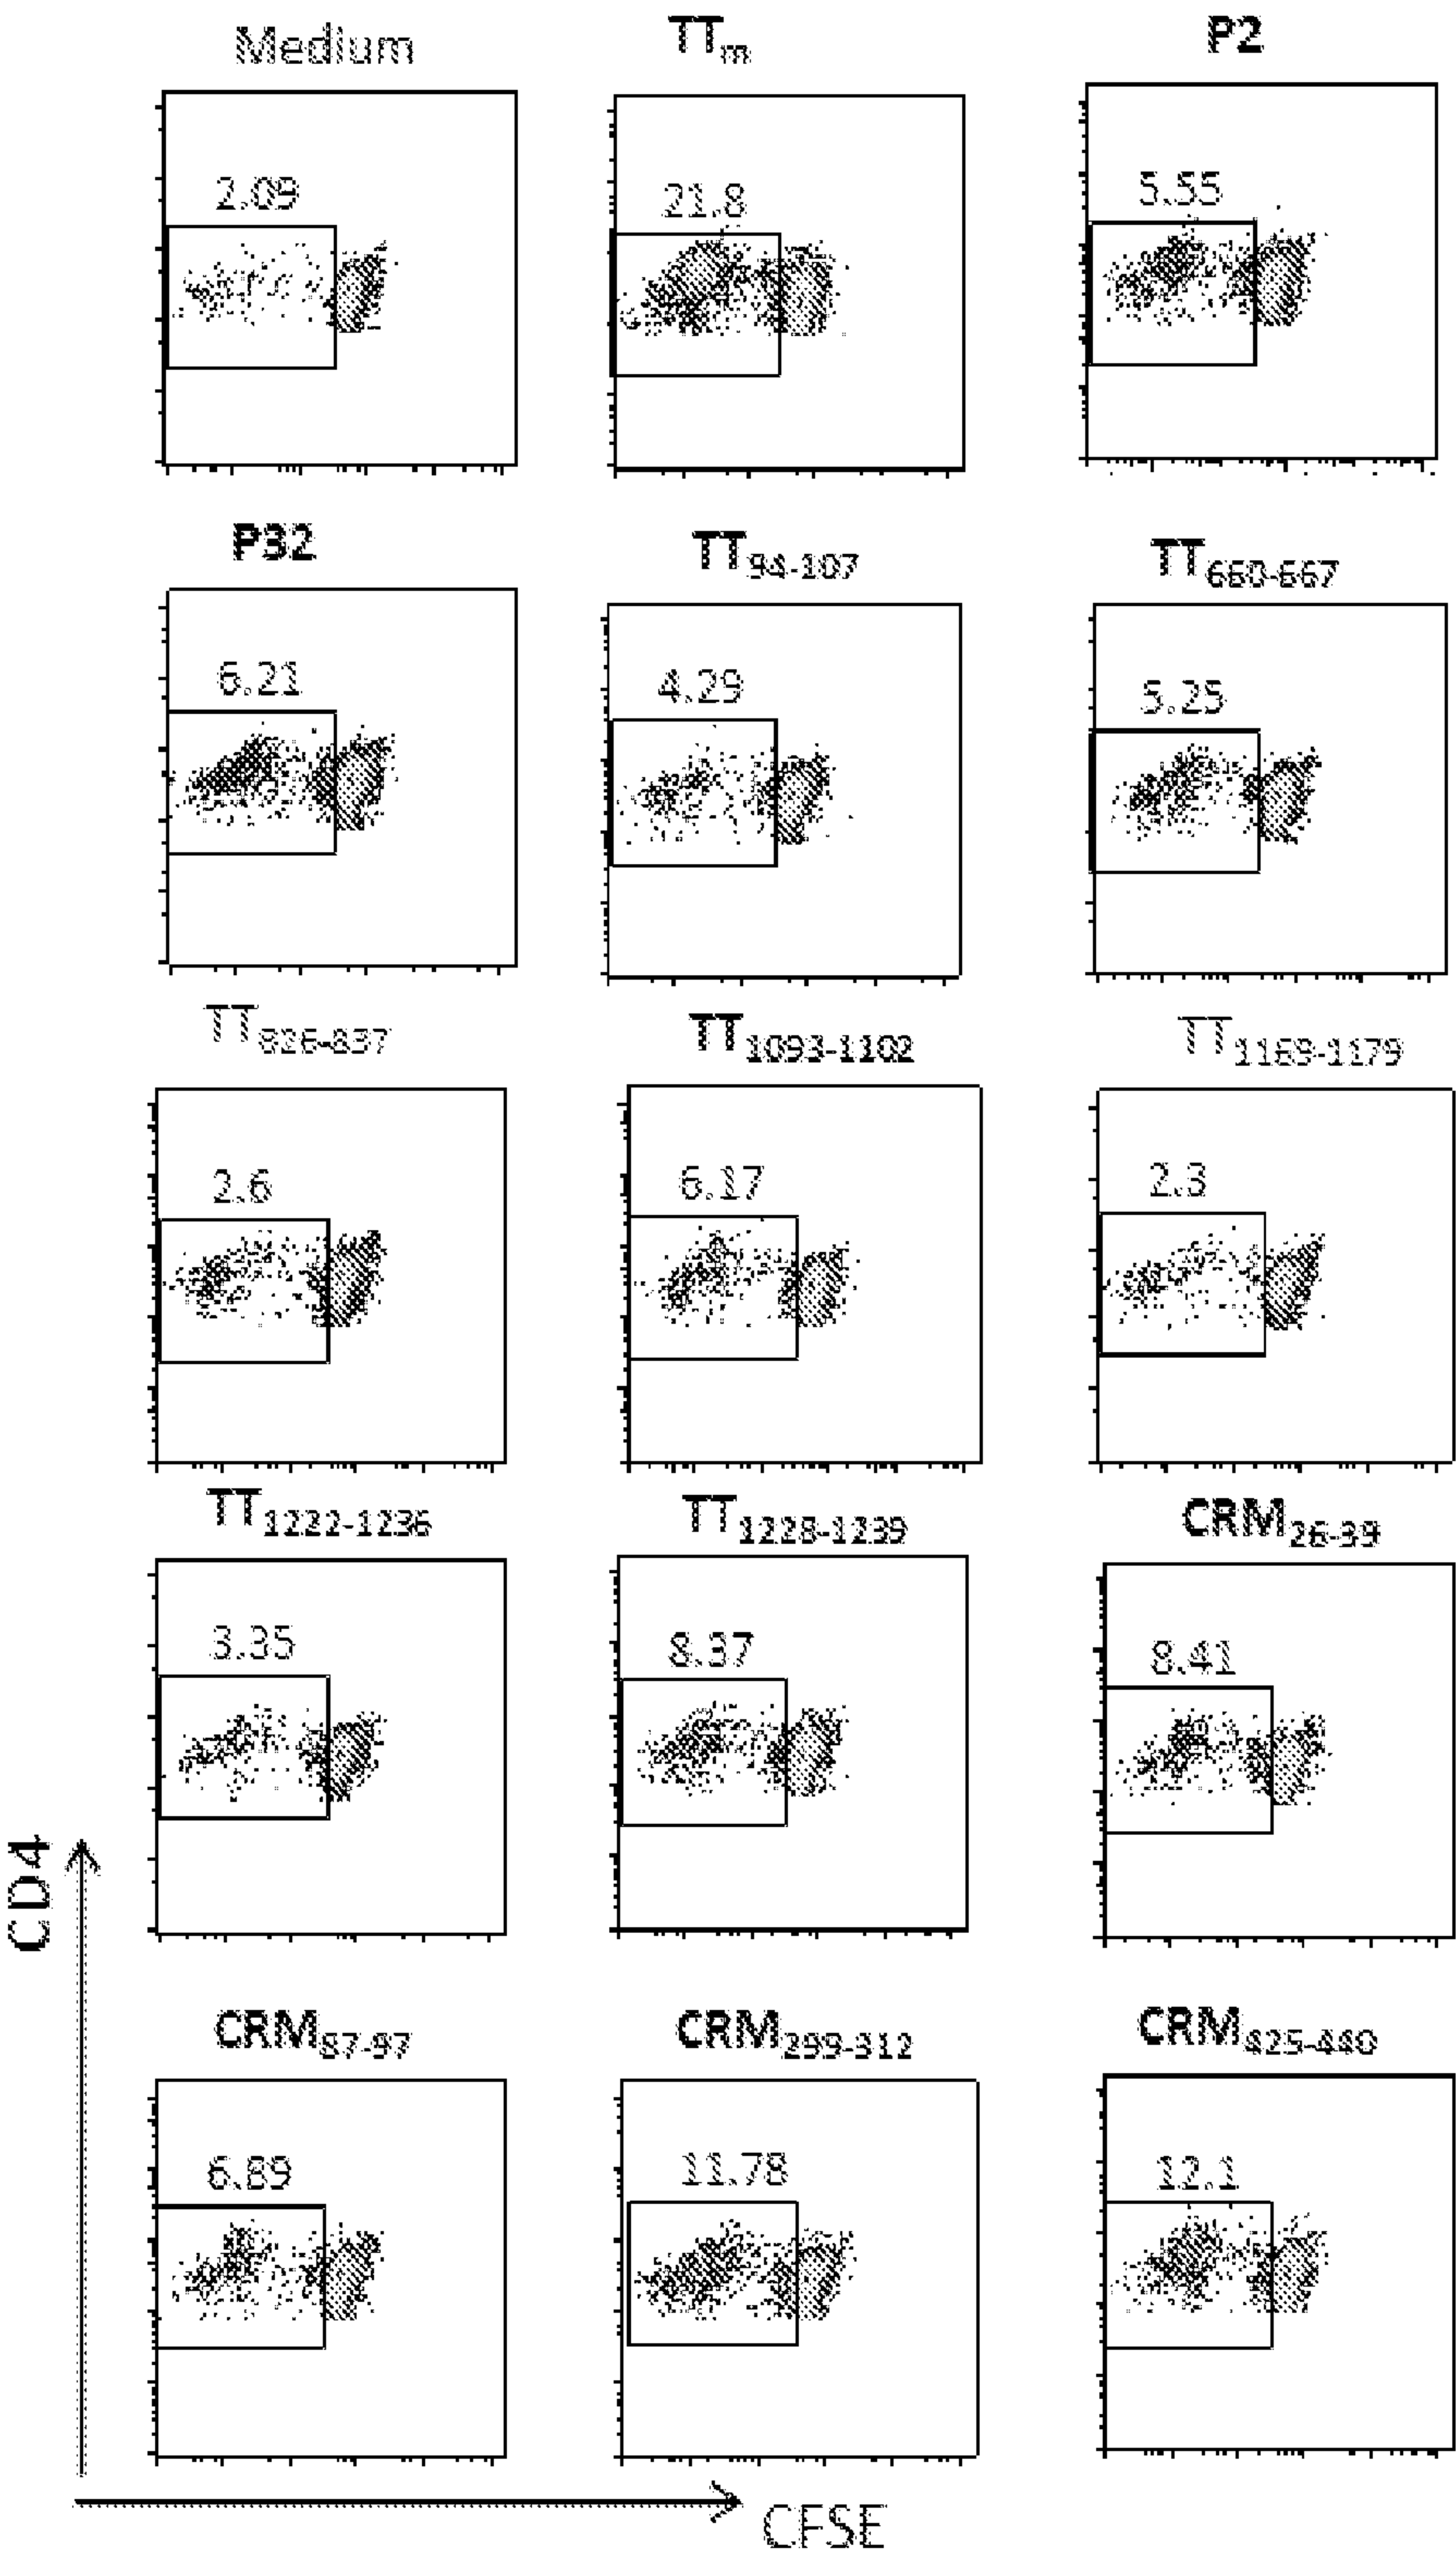 Medium TTm P2
2.09 21.8 5.55
P32 TT94-107 TT660-667
6.21 4.29 5.25
TT826-837 TT1093-1102 TT1169-1179
2.6 6.17 2.3
TT1222-1236 TT1228-1239 CRM26-39
3.35 8.37 8.41
CD4
CRM87-97 CRM299-312 CRM425-440
6.89 11.78 12.1
CFSE